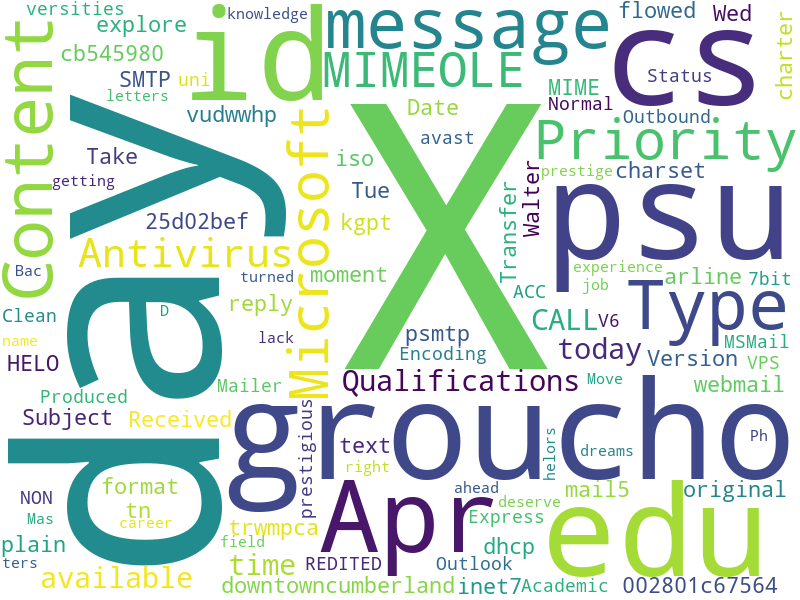 versities
knowledge
explore
id
message
flowed
Wed
charter
cb545980
SMTP
uni
letters
MIMEOLE
cs
Status
MIME
Normal
Content
vudwwhp
Date
Outbound
Priority
avast
Take
iso
Microsoft
Tue
prestige
charset
getting
day
X
Walter
Transfer
psu
25d02bef
kgpt
Antivirus
experience
job
arline
7bit
Bac
turned
moment
ACC
Type
Clean
D
reply
psmtp
CALL
V6
MSMail
name
lack
Encoding
today
Version
VPS
HELO
Qualifications
Move
webmail
Produced
Mailer
Subject
Received
prestigious
groucho
text
helors
dreams
Ph
right
NON
format
Apr
ahead
mail5
original
Mas
tn
career
trwmpca
deserve
Express
edu
plain
field
dhcp
ters
time
REDITED
Outlook
available
downtowncumberland
inet7
Academic
002801c67564